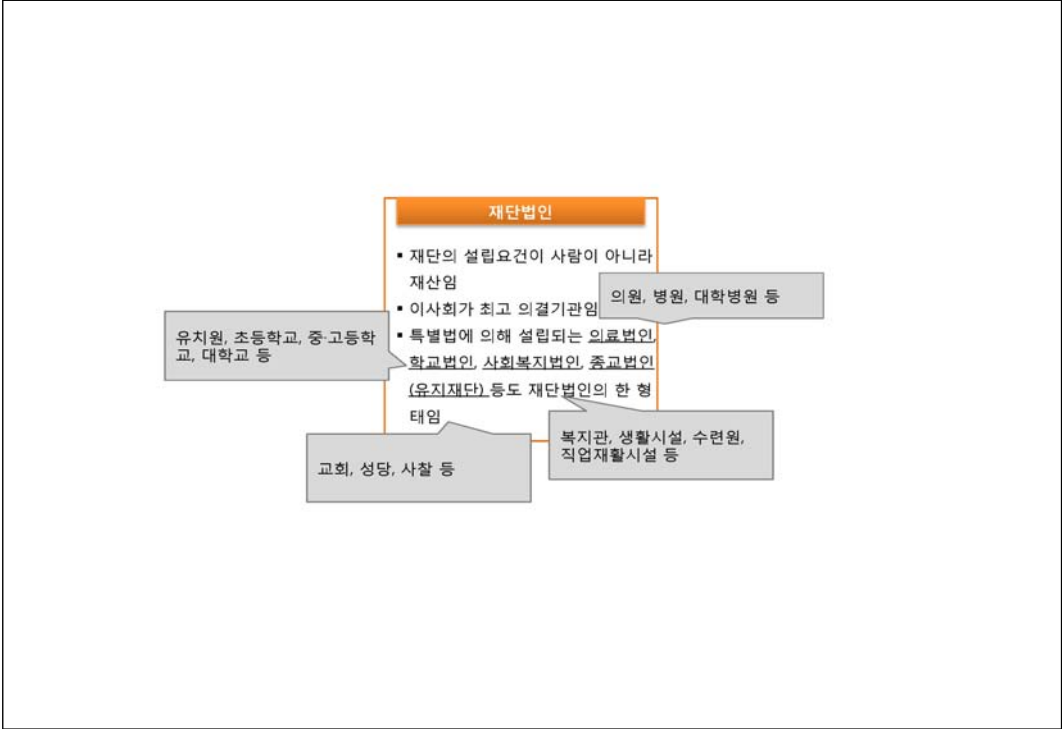 재단법인
▪ 재단의 설립요건이 사람이 아니라
재산임
▪ 이사회가 최고 의결기관임
▪ 특별법에 의해 설립되는 의료법인,
학교법인, 사회복지법인, 종교법인
(유지재단) 등도 재단법인의 한 형
태임
의원, 병원, 대학병원 등
유치원, 초등학교, 중·고등학
교, 대학교 등
복지관, 생활시설, 수련원,
직업재활시설 등
교회, 성당, 사찰 등